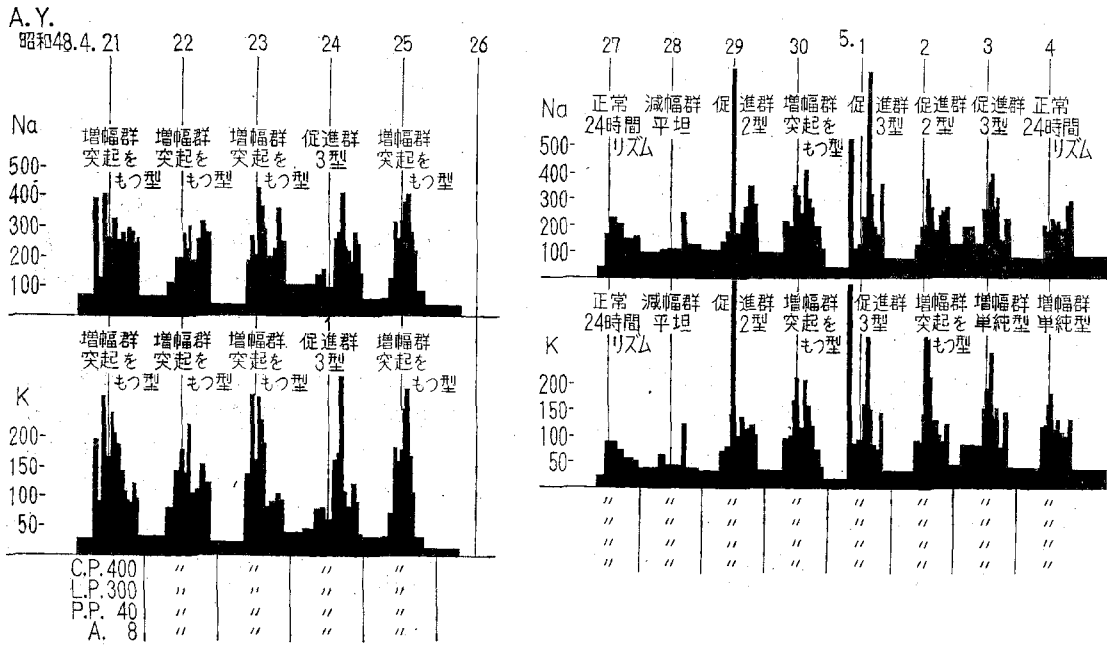 A.Y.
昭和48.4. 21 22 23 24 25 26
Na
増幅群 増幅群 増幅群 促進群 増幅群
突起を 突起を 突起を 3型 突起を
もつ型 もつ型 もつ型 もつ型
500-
400-
300-
200-
100-
増幅群 増幅群 増幅群 促進群 増幅群
突起を 突起を 突起を 3型 突起を
もつ型 もつ型 もつ型 もつ型
K
200-
150-
100-
50-
C.P.400 〃 〃 〃 〃
L.P.300 〃 〃 〃 〃
P.P. 40 〃 〃 〃 〃
A. 8 〃 〃 〃 〃
27 28 29 30 5.1 2 3 4
Na
正常 減幅群 促進群 増幅群 促進群 促進群 促進群 正常
24時間 平坦 2型 突起を 3型 2型 3型 24時間
リズム もつ型 リズム
500-
400-
300-
200-
100-
正常 減幅群 促進群 増幅群 促進群 増幅群 増幅群 増幅群
24時間 平坦 2型 突起を 3型 突起を 単純型 単純型
リズム もつ型 もつ型
K
200-
150-
100-
50-
〃 〃 〃 〃 〃 〃 〃 〃
〃 〃 〃 〃 〃 〃 〃 〃
〃 〃 〃 〃 〃 〃 〃 〃
〃 〃 〃 〃 〃 〃 〃 〃